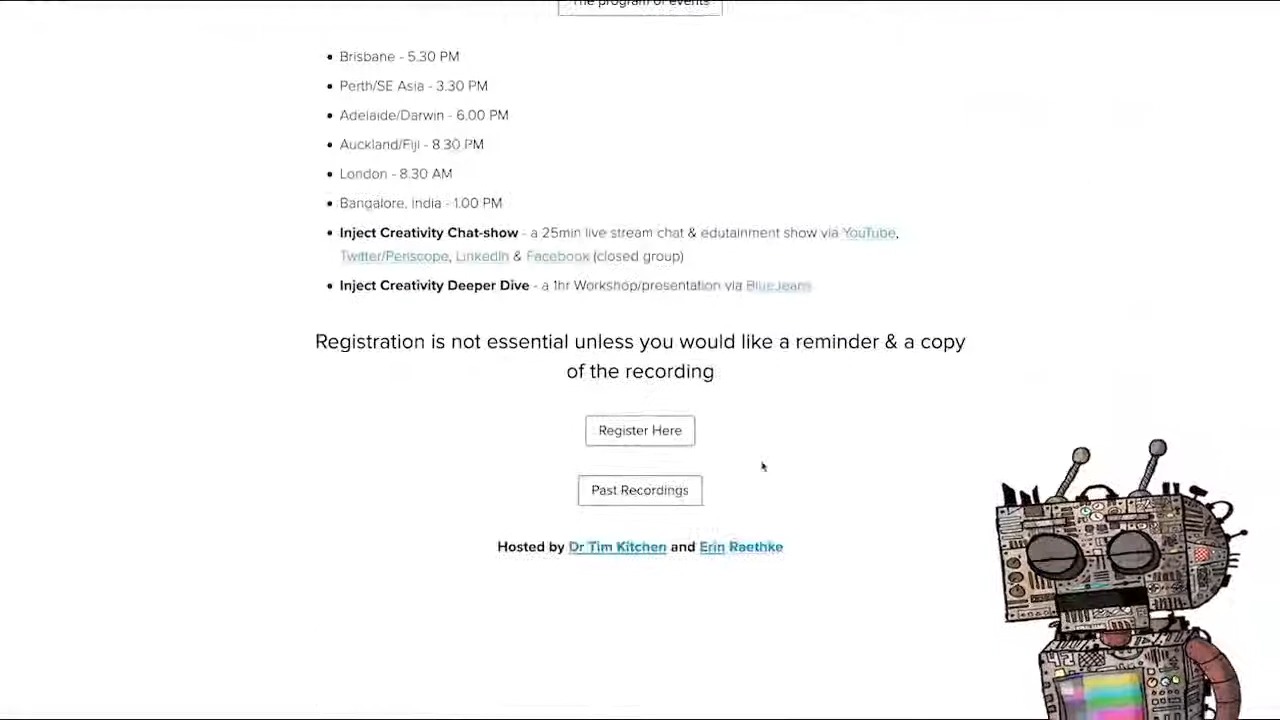 The program of events
Brisbane - 5.30 PM
Perth/SE Asia - 3.30 PM
Adelaide/Darwin - 6.00 PM
Auckland/Fiji - 8.30 PM
London - 8.30 AM
Bangalore, India - 1.00 PM
Inject Creativity Chat-show - a 25min live stream chat & edutainment show via YouTube,
Twitter/Periscope, LinkedIn & Facebook (closed group)
Inject Creativity Deeper Dive - a 1hr Workshop/presentation via BlueJeans
Registration is not essential unless you would like a reminder & a copy
of the recording
Register Here
Past Recordings
Hosted by Dr Tim Kitchen and Erin Raethke
42